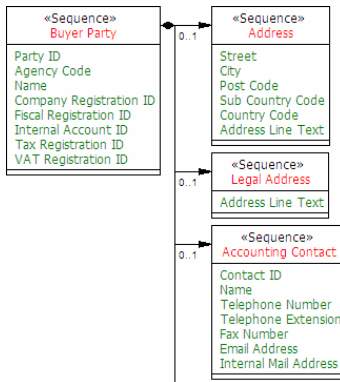 «Sequence»
Buyer Party
Party ID
Agency Code
Name
Company Registration ID
Fiscal Registration ID
Internal Account ID
Tax Registration ID
VAT Registration ID
0..1
«Sequence»
Address
Street
City
Post Code
Sub Country Code
Country Code
Address Line Text
0..1
«Sequence»
Legal Address
Address Line Text
0..1
«Sequence»
Accounting Contact
Contact ID
Name
Telephone Number
Telephone Extension
Fax Number
Email Address
Internal Mail Address